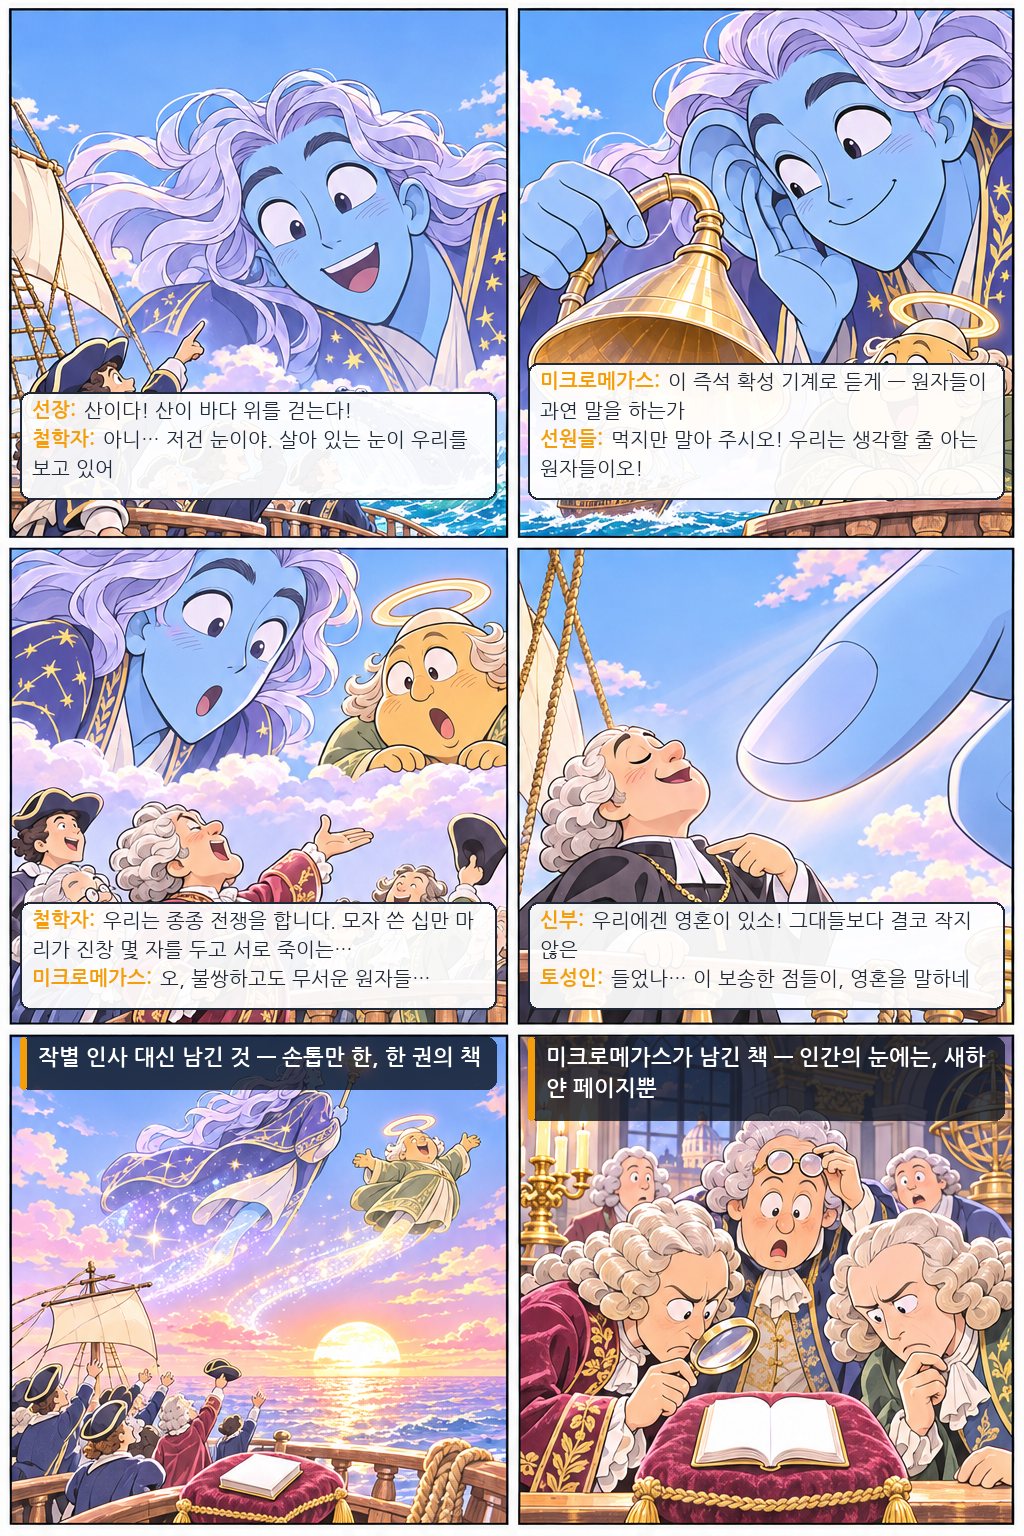 선장: 산이다! 산이 바다 위를 걷는다!
철학자: 아니… 저건 눈이야. 살아 있는 눈이 우리를
보고 있어
미크로메가스: 이 즉석 확성 기계로 듣게 — 원자들이
과연 말을 하는가
선원들: 먹지만 말아 주시오! 우리는 생각할 줄 아는
원자들이오!
철학자: 우리는 종종 전쟁을 합니다. 모자 쓴 십만 마
리가 진창 몇 자를 두고 서로 죽이는…
미크로메가스: 오, 불쌍하고도 무서운 원자들…
신부: 우리에겐 영혼이 있소! 그대들보다 결코 작지
않은
토성인: 들었나… 이 보송한 점들이, 영혼을 말하네
작별 인사 대신 남긴 것 — 손톱만 한, 한 권의 책
미크로메가스가 남긴 책 — 인간의 눈에는, 새하
얀 페이지뿐